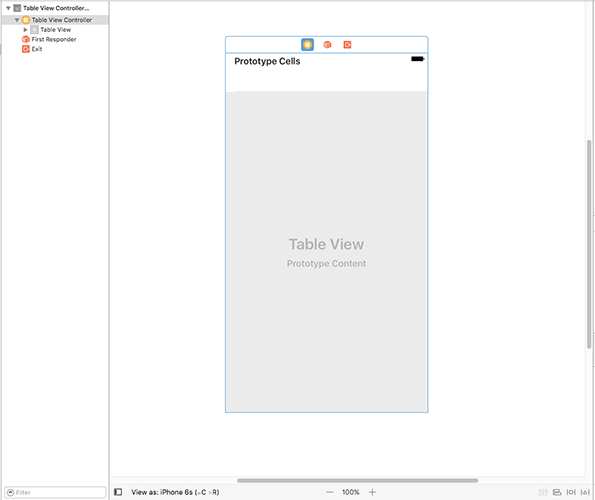 Table View Controller...
Table View Controller
Table View
First Responder
Exit
Prototype Cells
Table View
Prototype Content
Filter
View as: iPhone 6s (wC hR)
100%